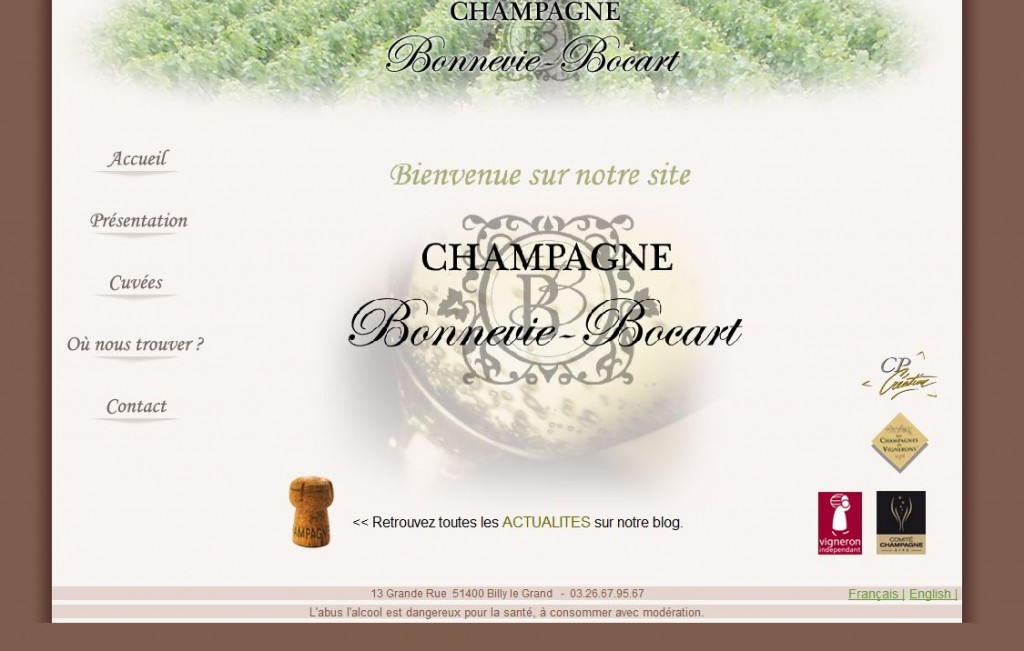 CHAMPAGNE
Bonnevie-Bocart
Accueil
Présentation
Cuvées
Où nous trouver ?
Contact
Bienvenue sur notre site
CHAMPAGNE
BB
Bonnevie-Bocart
CP
Créative
LES
CHAMPAGNES
DE
VIGNERONS
vigneron
indépendant
COMITÉ
CHAMPAGNE
<< Retrouvez toutes les ACTUALITES sur notre blog.
13 Grande Rue 51400 Billy le Grand - 03.26.67.95.67
Français | English |
L'abus l'alcool est dangereux pour la santé, à consommer avec modération.